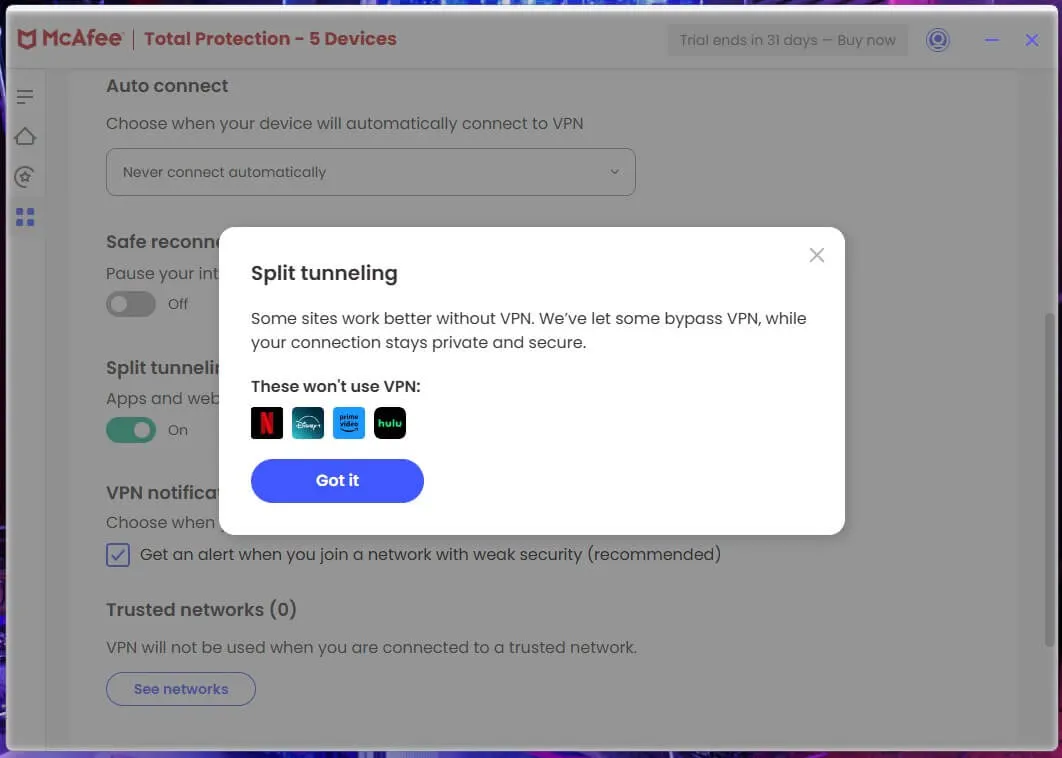 McAfee | Total Protection – 5 Devices
Trial ends in 31 days — Buy now
Auto connect
Choose when your device will automatically connect to VPN
Never connect automatically
Safe reconne
Pause your int
Off
Split tunnelin
Apps and web
On
VPN notificat
Choose when
Get an alert when you join a network with weak security (recommended)
Trusted networks (0)
VPN will not be used when you are connected to a trusted network.
See networks
Split tunneling
Some sites work better without VPN. We’ve let some bypass VPN, while
your connection stays private and secure.
These won't use VPN:
N
Disney+
prime
video
hulu
Got it